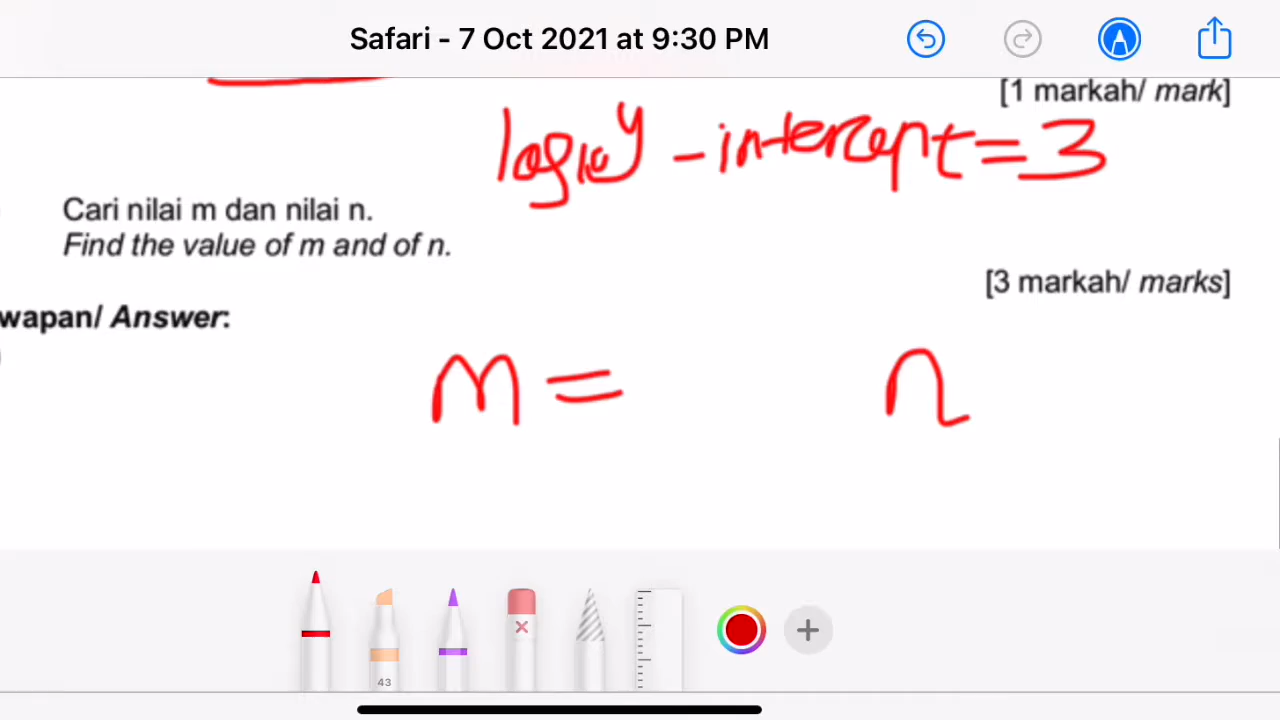 Safari - 7 Oct 2021 at 9:30 PM
[1 markah/ mark]
log10 y - intercept = 3
Cari nilai m dan nilai n.
Find the value of m and of n.
[3 markah/ marks]
wapan/ Answer:
m = n
43